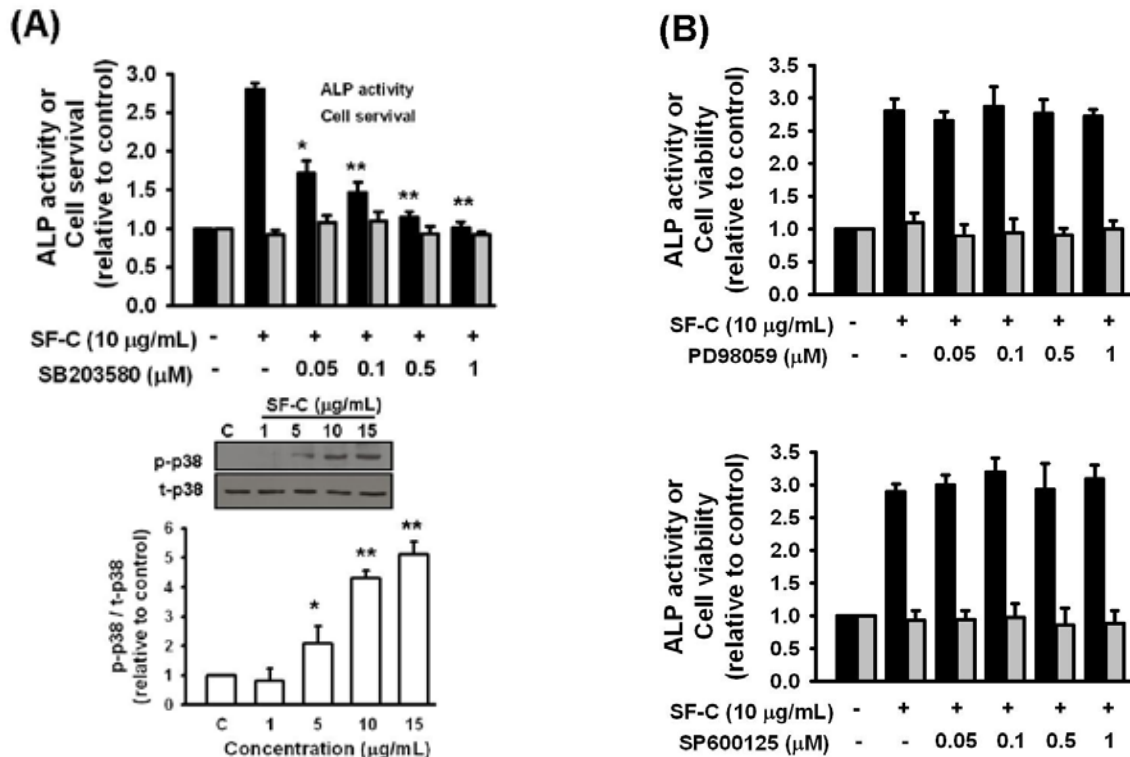 (A)
ALP activity or
Cell servival
(relative to control)
3.0
2.5
2.0
1.5
1.0
0.5
0.0
ALP activity
Cell servival
*
**
**
**
SF-C (10 μg/mL) - + + + + +
SB203580 (μM) - - 0.05 0.1 0.5 1
SF-C (μg/mL)
C 1 5 10 15
p-p38
t-p38
p-p38 / t-p38
(relative to control)
6
5
4
3
2
1
0
*
**
**
C 1 5 10 15
Concentration (μg/mL)
(B)
ALP activity or
Cell viability
(relative to control)
3.5
3.0
2.5
2.0
1.5
1.0
0.5
0.0
SF-C (10 μg/mL) - + + + + +
PD98059 (μM) - - 0.05 0.1 0.5 1
ALP activity or
Cell viability
(relative to control)
3.5
3.0
2.5
2.0
1.5
1.0
0.5
0.0
SF-C (10 μg/mL) - + + + + +
SP600125 (μM) - - 0.05 0.1 0.5 1